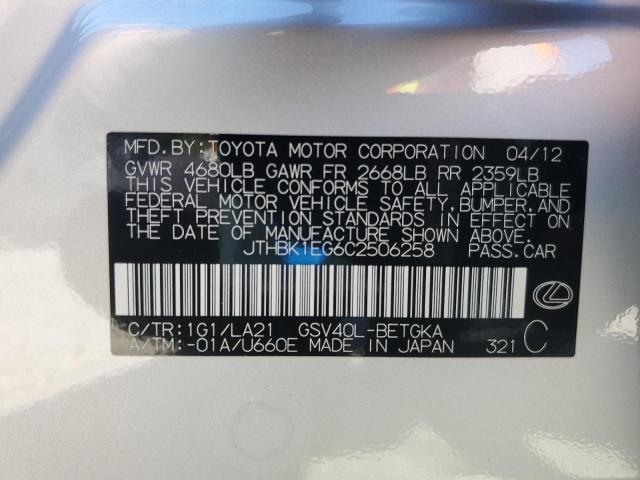 MFD.BY:TOYOTA MOTOR CORPORATION 04/12
GVWR 4680LB GAWR FR 2668LB RR 2359LB
THIS VEHICLE CONFORMS TO ALL APPLICABLE
FEDERAL MOTOR VEHICLE SAFETY,BUMPER,AND
THEFT PREVENTION STANDARDS IN EFFECT ON
THE DATE OF MANUFACTURE SHOWN ABOVE.
JTHBK1EG6C2506258 PASS.CAR
C/TR:1G1/LA21 GSV40L-BETGKA
A/TM:-01A/U660E MADE IN JAPAN 321 C